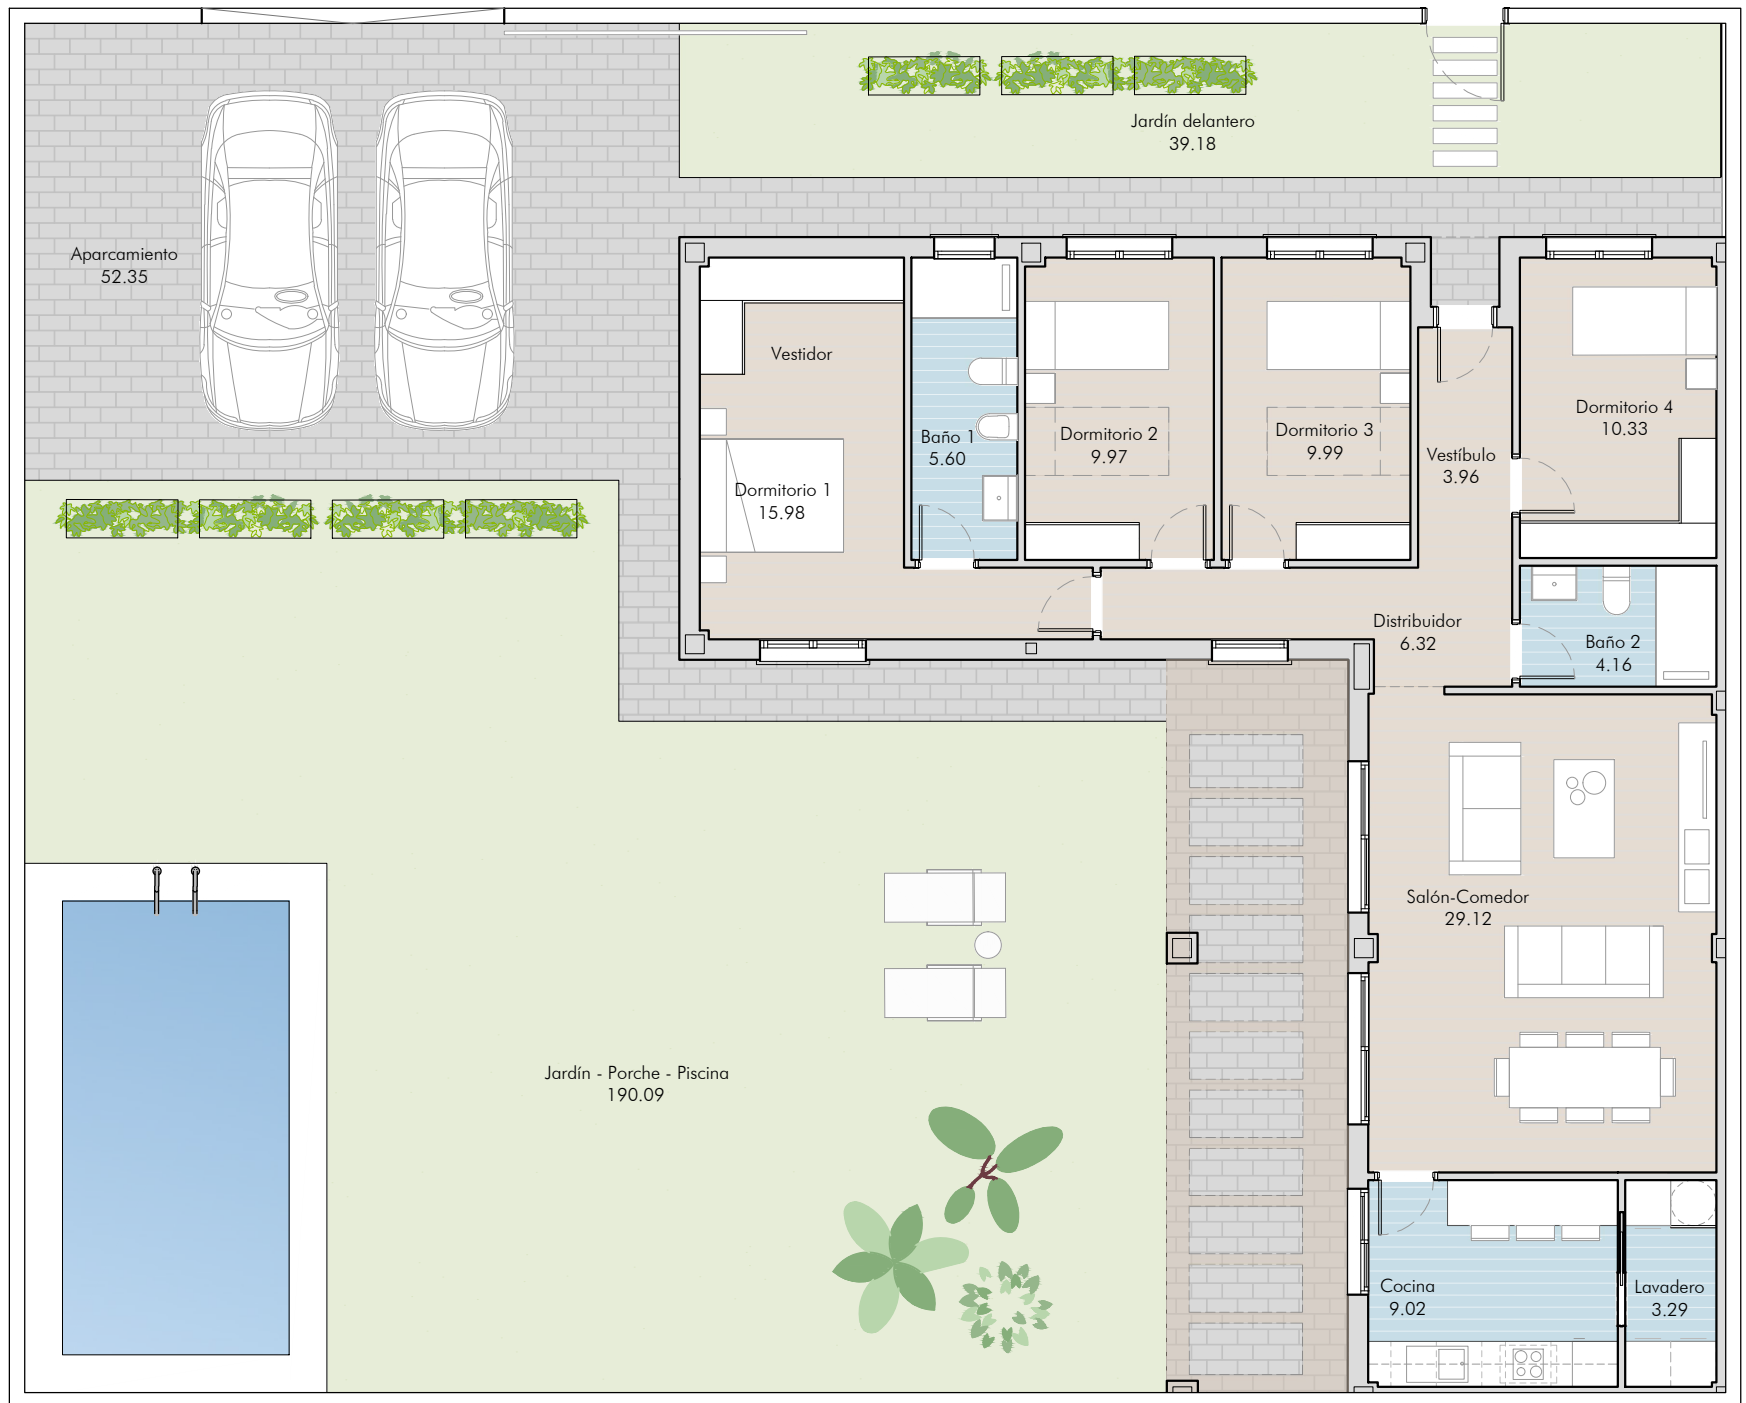 Jardín delantero
39.18
Aparcamiento
52.35
Vestidor
Dormitorio 1
15.98
Baño 1
5.60
Dormitorio 2
9.97
Dormitorio 3
9.99
Vestíbulo
3.96
Dormitorio 4
10.33
Distribuidor
6.32
Baño 2
4.16
Salón-Comedor
29.12
Jardín - Porche - Piscina
190.09
Cocina
9.02
Lavadero
3.29